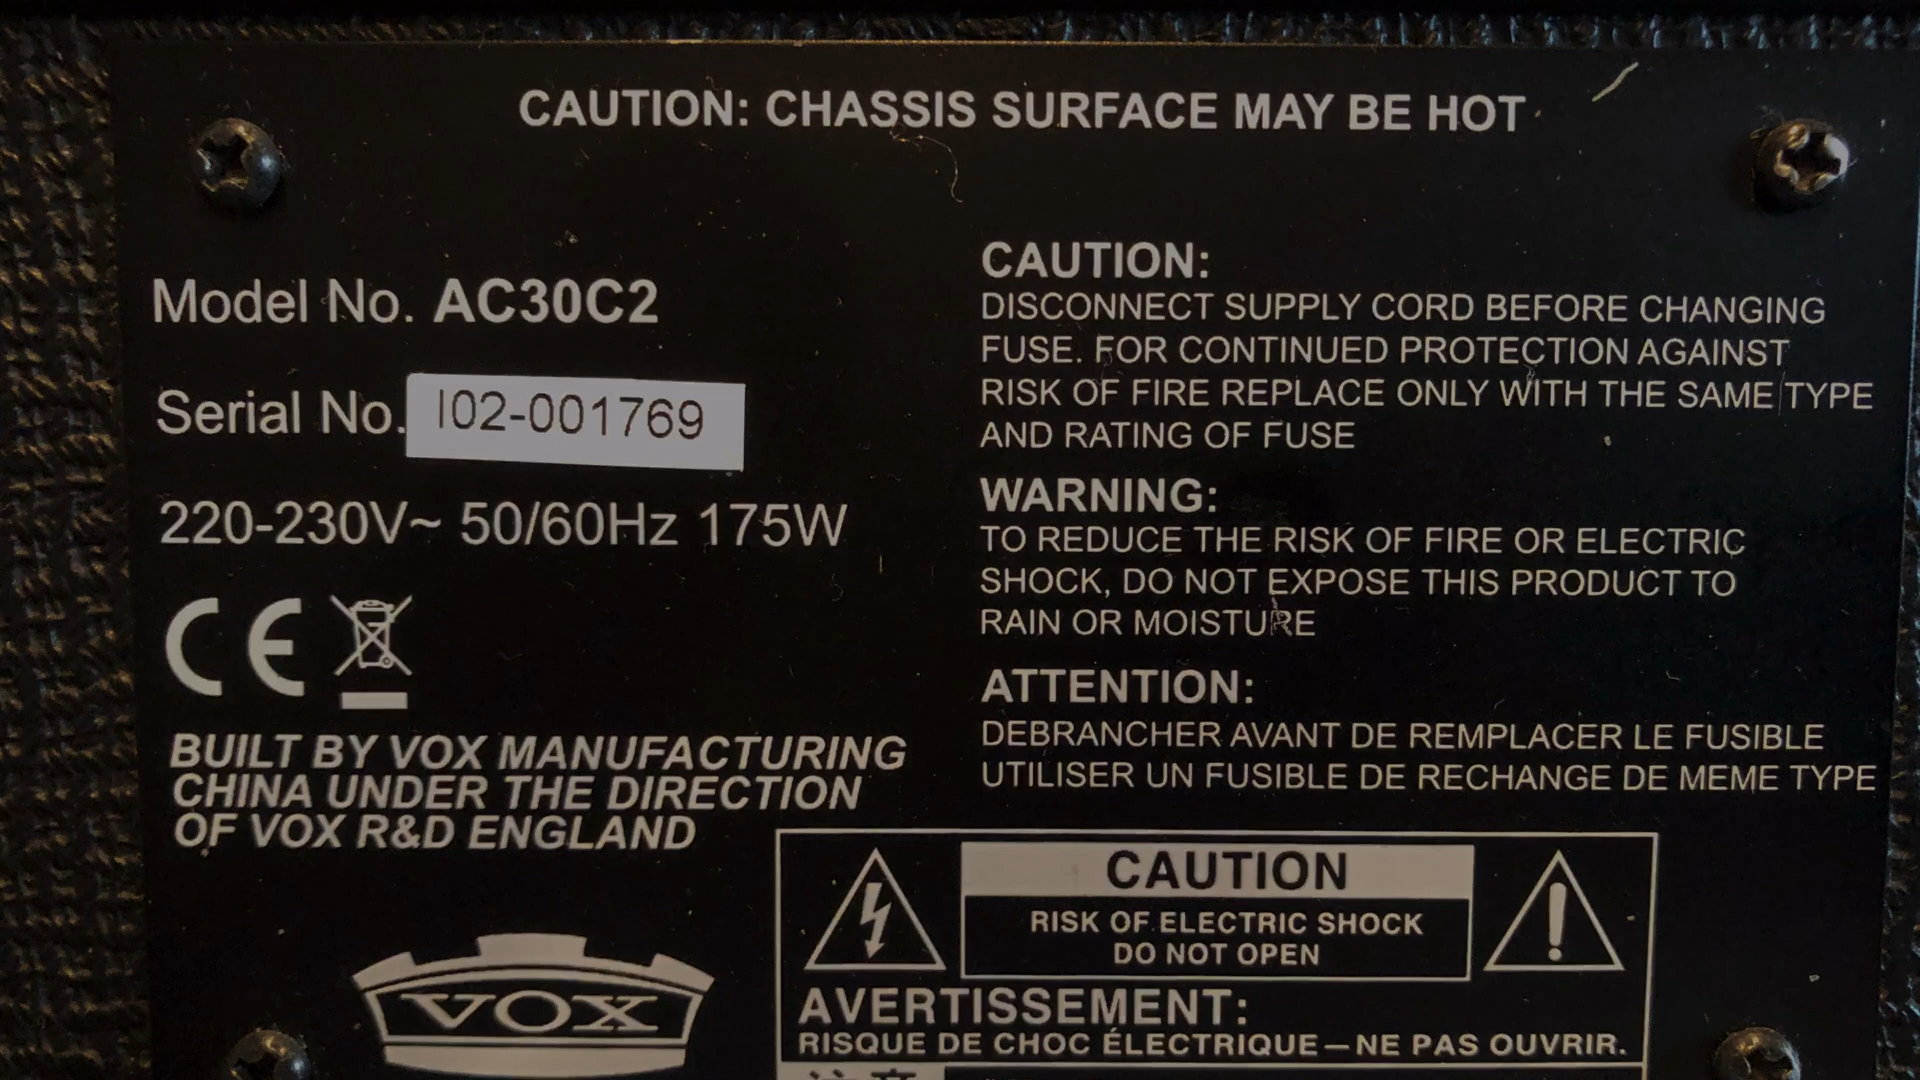 CAUTION: CHASSIS SURFACE MAY BE HOT
Model No. AC30C2
Serial No. I02-001769
220-230V~ 50/60Hz 175W
CE
BUILT BY VOX MANUFACTURING
CHINA UNDER THE DIRECTION
OF VOX R&D ENGLAND
VOX
CAUTION:
DISCONNECT SUPPLY CORD BEFORE CHANGING
FUSE. FOR CONTINUED PROTECTION AGAINST
RISK OF FIRE REPLACE ONLY WITH THE SAME TYPE
AND RATING OF FUSE
WARNING:
TO REDUCE THE RISK OF FIRE OR ELECTRIC
SHOCK, DO NOT EXPOSE THIS PRODUCT TO
RAIN OR MOISTURE
ATTENTION:
DEBRANCHER AVANT DE REMPLACER LE FUSIBLE
UTILISER UN FUSIBLE DE RECHANGE DE MEME TYPE
CAUTION
RISK OF ELECTRIC SHOCK
DO NOT OPEN
AVERTISSEMENT:
RISQUE DE CHOC ÉLECTRIQUE—NE PAS OUVRIR.